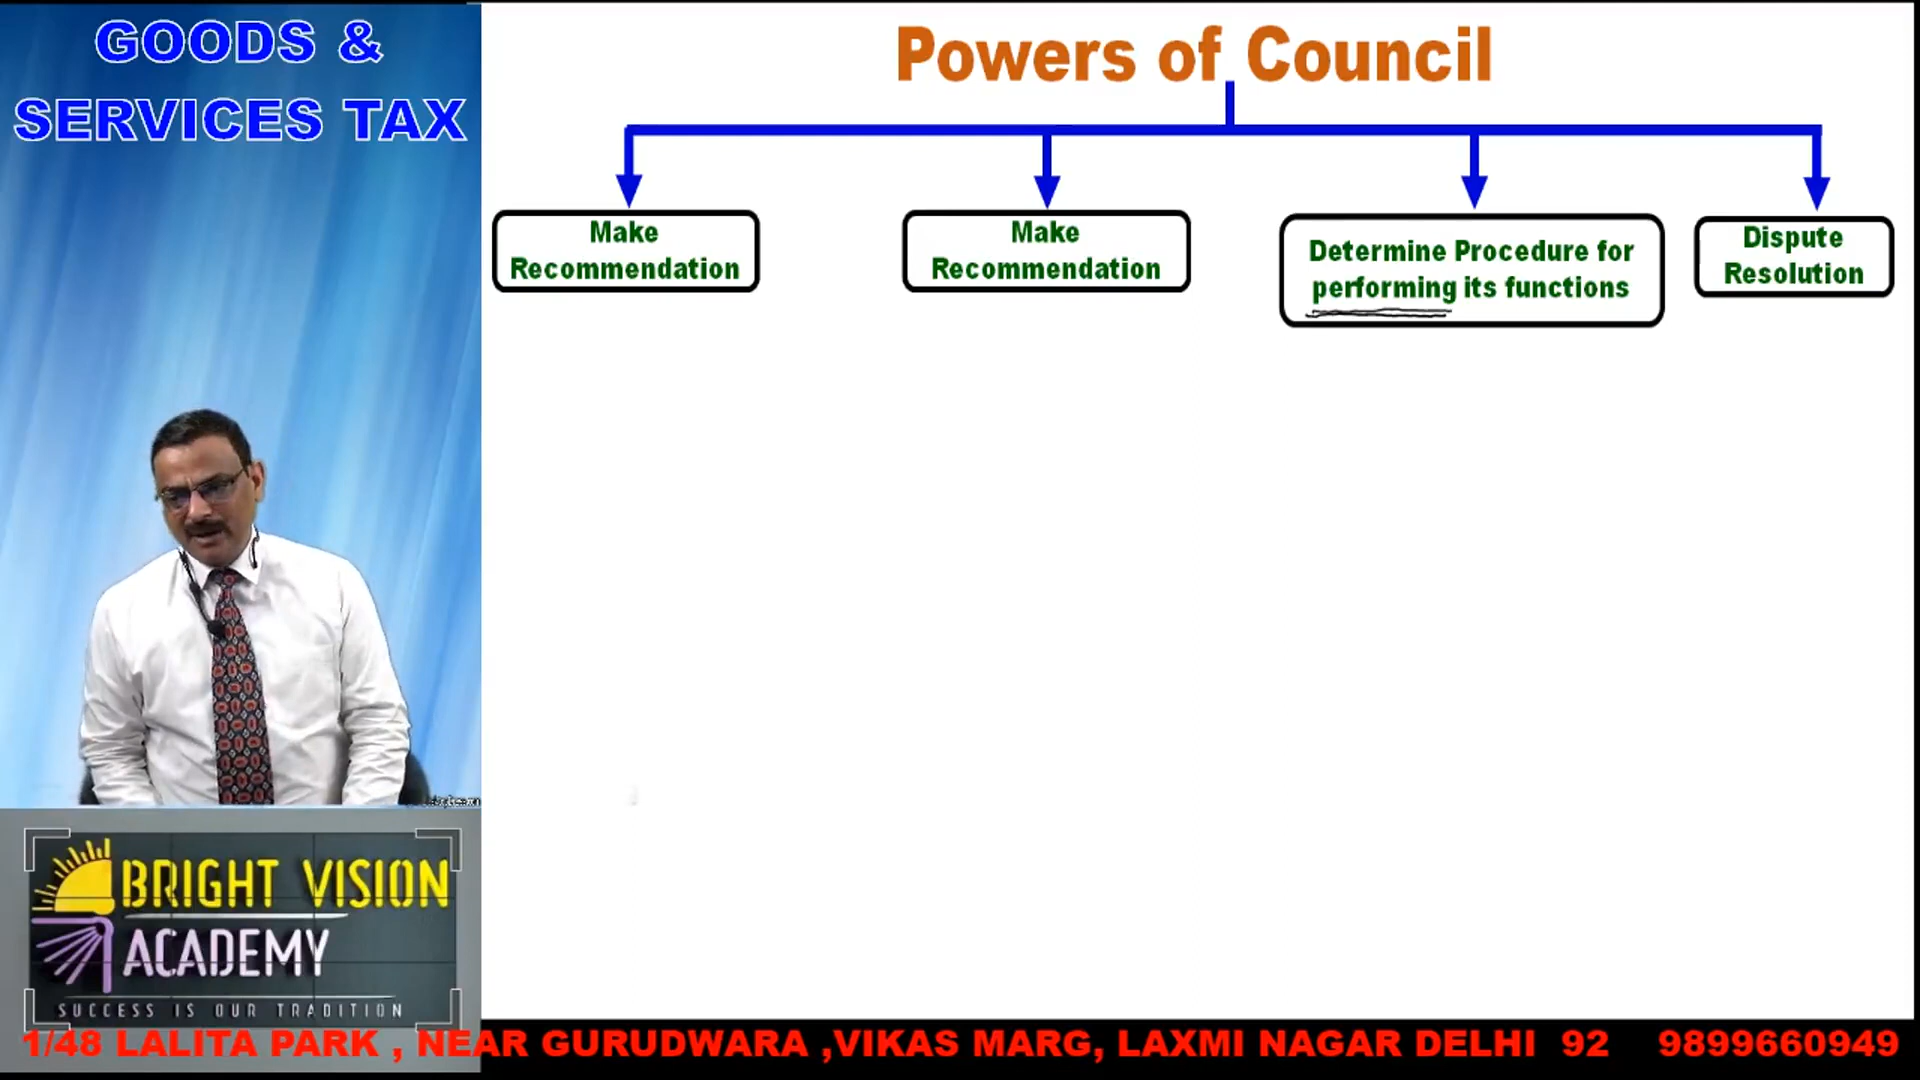 GOODS &
SERVICES TAX
Powers of Council
Make
Recommendation
Make
Recommendation
Determine Procedure for
performing its functions
Dispute
Resolution
BRIGHT VISION
ACADEMY
SUCCESS IS OUR TRADITION
1/48 LALITA PARK , NEAR GURUDWARA ,VIKAS MARG, LAXMI NAGAR DELHI 92 9899660949